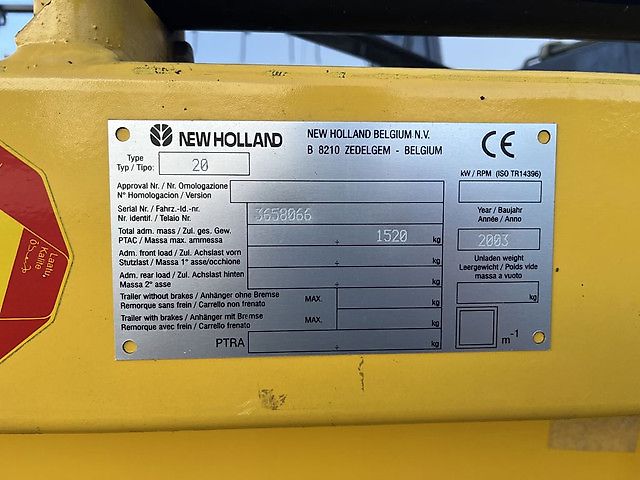 NEW HOLLAND
NEW HOLLAND BELGIUM N.V.
B 8210 ZEDELGEM - BELGIUM
CE
Type
Typ / Tipo: 20
kW / RPM (ISO TR14396)
Approval Nr. / Nr. Omologazione
N° Homologacion / Version
Serial Nr. / Fahrz.-Id.-nr.
Nr. identif. / Telaio Nr. 3658066
Year / Baujahr
Année / Anno
2003
Total adm. mass / Zul. ges. Gew.
PTAC / Massa max. ammessa ÷ 1520 kg
Adm. front load / Zul. Achslast vorn
Stutzlast / Massa 1° asse/occhione ÷ kg
Unladen weight
Leergewicht / Poids vide
massa a vuoto
kg
Adm. rear load / Zul. Achslast hinten
Massa 2° asse ÷ kg
Trailer without brakes / Anhänger ohne Bremse
Remorque sans frein / Carrello non frenato MAX. kg
Trailer with brakes / Anhänger mit Bremse
Remorque avec frein / Carrello frenato MAX. kg
PTRA ÷ kg
m-1